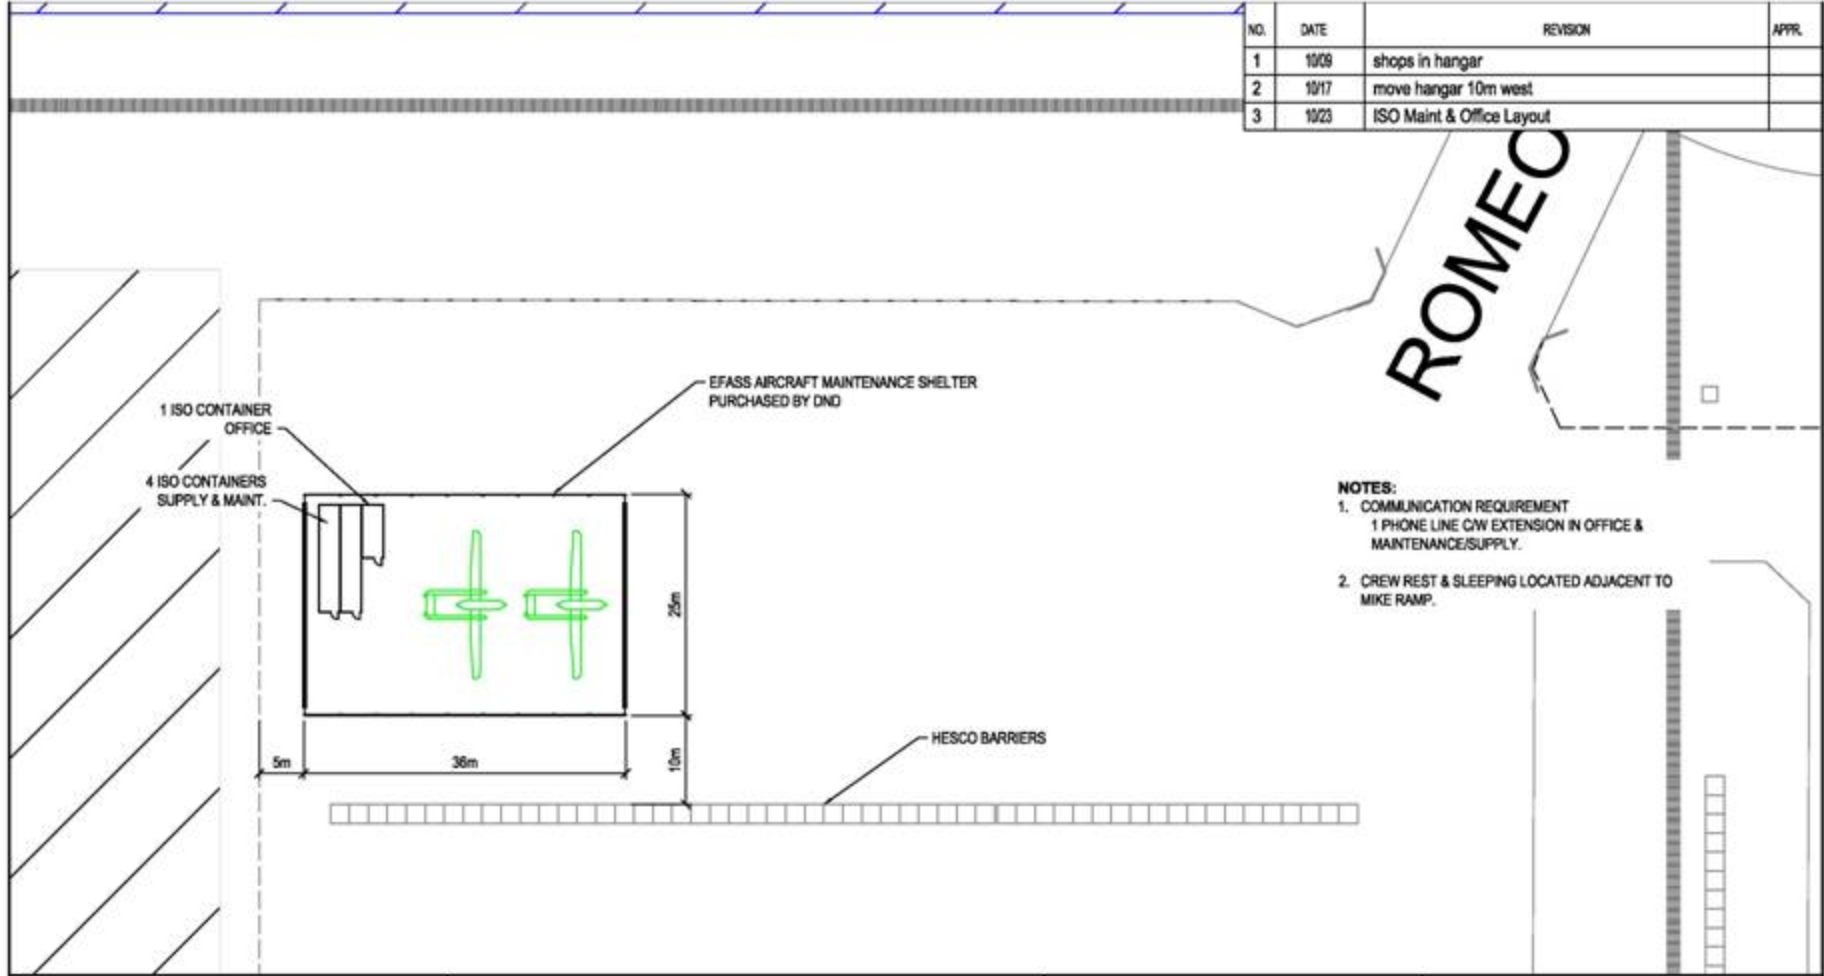 NO. DATE REVISION APPR.
1 10/09 shops in hangar
2 10/17 move hangar 10m west
3 10/23 ISO Maint & Office Layout
ROMEO
EFASS AIRCRAFT MAINTENANCE SHELTER
PURCHASED BY DND
1 ISO CONTAINER
OFFICE
4 ISO CONTAINERS
SUPPLY & MAINT.
NOTES:
1. COMMUNICATION REQUIREMENT
1 PHONE LINE C/W EXTENSION IN OFFICE &
MAINTENANCE/SUPPLY.
2. CREW REST & SLEEPING LOCATED ADJACENT TO
MIKE RAMP.
25m
HESCO BARRIERS
5m
36m
10m